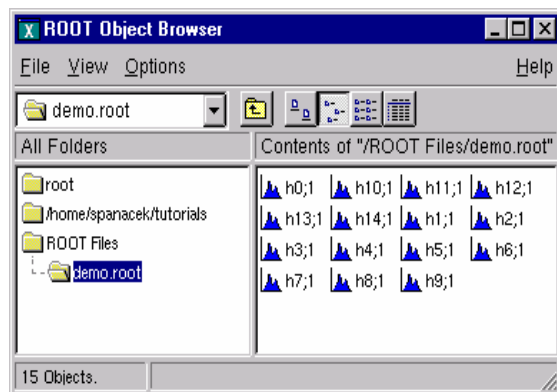 ROOT Object Browser
File View Options Help
demo.root
All Folders
Contents of "/ROOT Files/demo.root"
root
/home/spanacek/tutorials
ROOT Files
demo.root
h0;1 h10;1 h11;1 h12;1
h13;1 h14;1 h1;1 h2;1
h3;1 h4;1 h5;1 h6;1
h7;1 h8;1 h9;1
15 Objects.